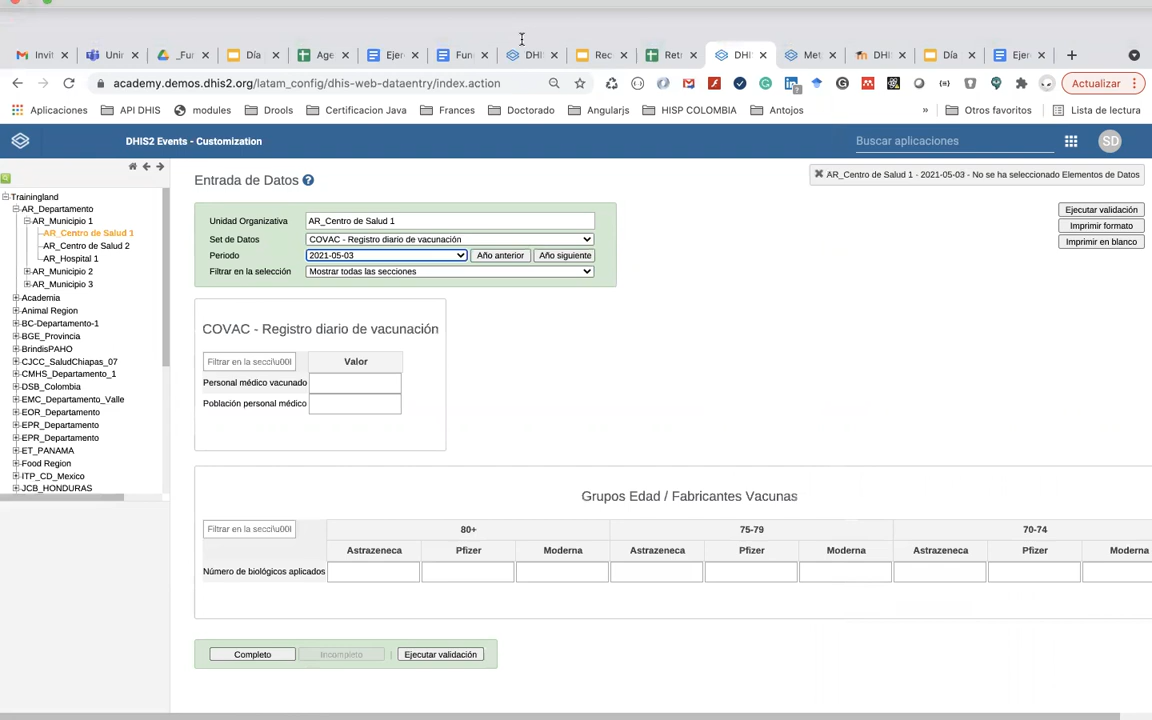 Invit
Unir
_Fur
Día
Age
Ejer
Fun
DHI
Rec
Retr
DHI
Met
DHI
Día
Ejer
academy.demos.dhis2.org/latam_config/dhis-web-dataentry/index.action
Actualizar
Aplicaciones API DHIS modules Drools Certificacion Java Frances Doctorado Angularjs HISP COLOMBIA Antojos » Otros favoritos Lista de lectura
DHIS2 Events - Customization
Buscar aplicaciones
SD
Trainingland
AR_Departamento
AR_Municipio 1
AR_Centro de Salud 1
AR_Centro de Salud 2
AR_Hospital 1
AR_Municipio 2
AR_Municipio 3
Academia
Animal Region
BC-Departamento-1
BGE_Provincia
BrindisPAHO
CJCC_SaludChiapas_07
CMHS_Departamento_1
DSB_Colombia
EMC_Departamento_Valle
EOR_Departamento
EPR_Departamento
EPR_Departamento
ET_PANAMA
Food Region
ITP_CD_Mexico
JCB_HONDURAS
Entrada de Datos
AR_Centro de Salud 1 - 2021-05-03 - No se ha seleccionado Elementos de Datos
Unidad Organizativa AR_Centro de Salud 1
Set de Datos COVAC - Registro diario de vacunación
Periodo 2021-05-03 Año anterior Año siguiente
Filtrar en la selección Mostrar todas las secciones
Ejecutar validación
Imprimir formato
Imprimir en blanco
COVAC - Registro diario de vacunación
Filtrar en la secci\u00f Valor
Personal médico vacunado
Población personal médico
Grupos Edad / Fabricantes Vacunas
Filtrar en la secci\u00f 80+ 75-79 70-74
Astrazeneca Pfizer Moderna Astrazeneca Pfizer Moderna Astrazeneca Pfizer Moderna
Número de biológicos aplicados
Completo Incompleto | Ejecutar validación